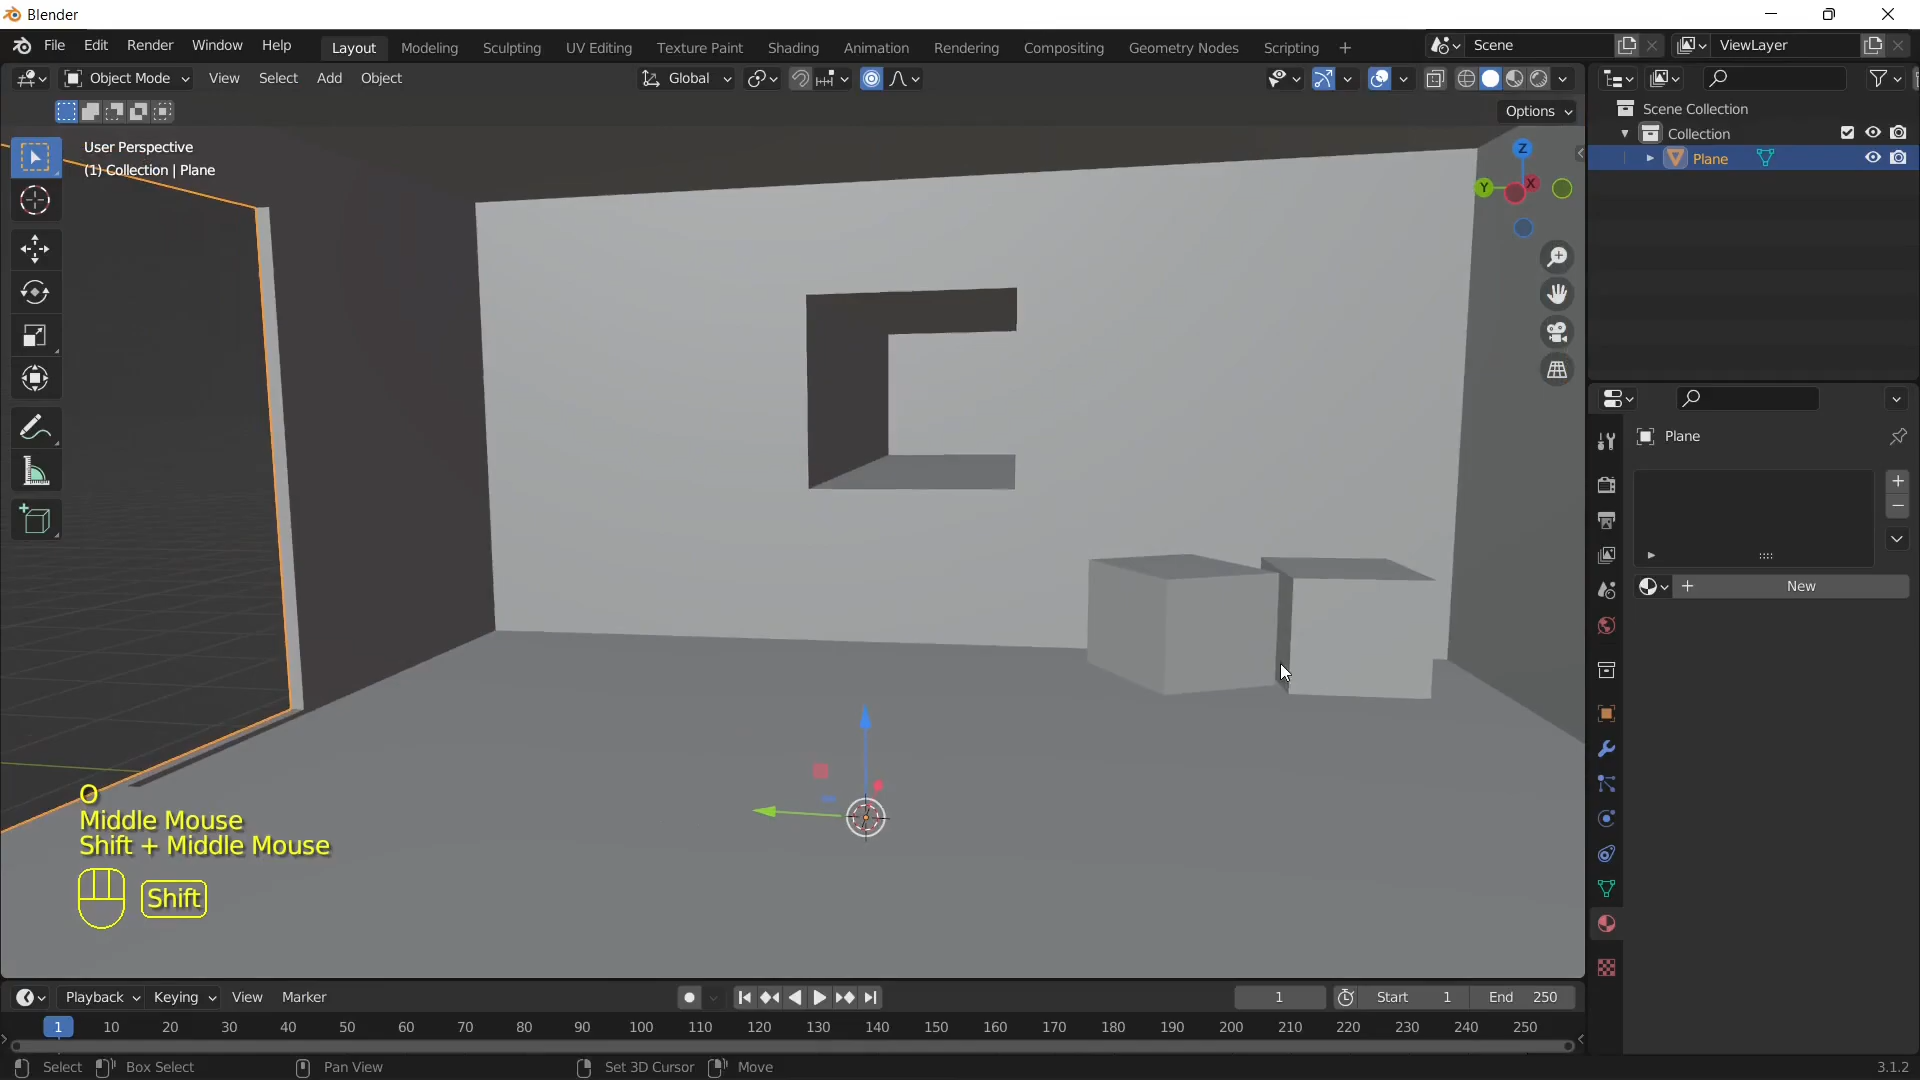 Blender
File Edit Render Window Help Layout Modeling Sculpting UV Editing Texture Paint Shading Animation Rendering Compositing Geometry Nodes Scripting + Scene ViewLayer
Object Mode View Select Add Object Global
Options
User Perspective
(1) Collection | Plane
Z
Y X
Scene Collection
Collection
Plane
Plane
New
O
Middle Mouse
Shift + Middle Mouse
Shift
Playback Keying View Marker 1 Start 1 End 250
1 10 20 30 40 50 60 70 80 90 100 110 120 130 140 150 160 170 180 190 200 210 220 230 240 250
Select Box Select Pan View Set 3D Cursor Move 3.1.2